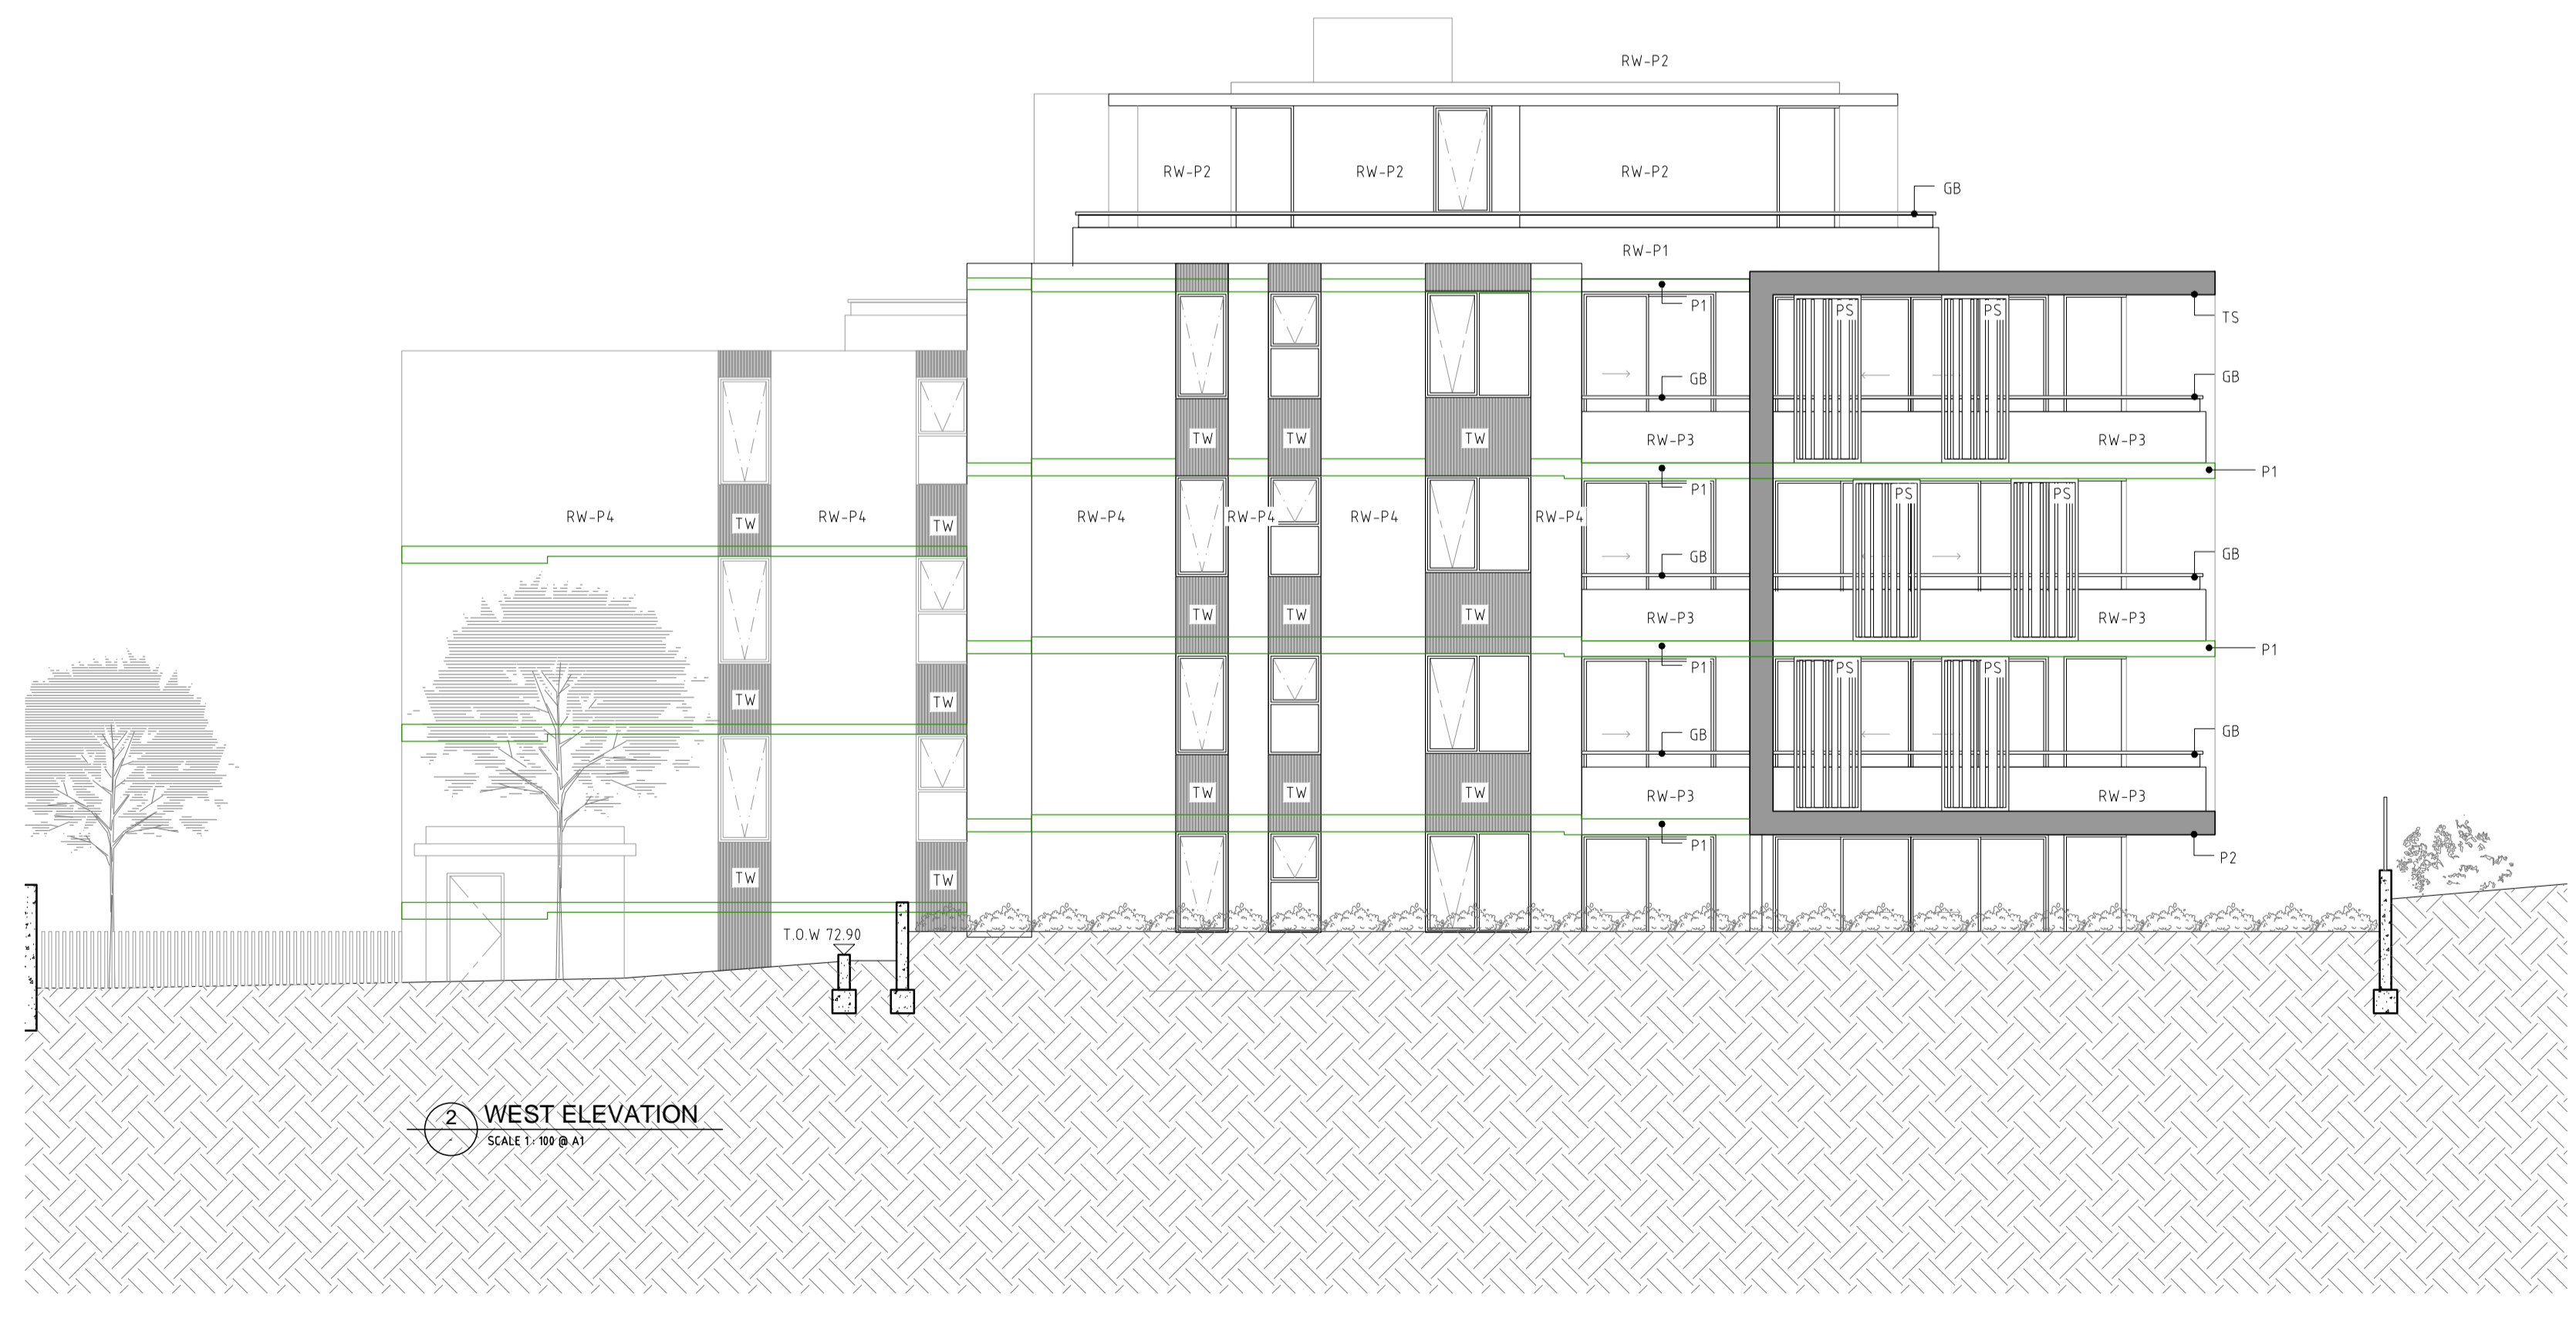 RW-P2
RW-P2 RW-P2 RW-P2
GB
RW-P1
P1
PS PS
TS
GB
GB
TW TW TW RW-P3 RW-P3
P1
P1
PS PS
RW-P4 TW RW-P4 TW RW-P4 RW-P4 RW-P4 RW-P4
GB
GB
TW TW TW RW-P3 RW-P3
P1
P1
PS PS
TW TW
GB
GB
TW TW TW RW-P3 RW-P3
P1
P2
TW TW
T.O.W 72.90
2 WEST ELEVATION
SCALE 1 : 100 @ A1